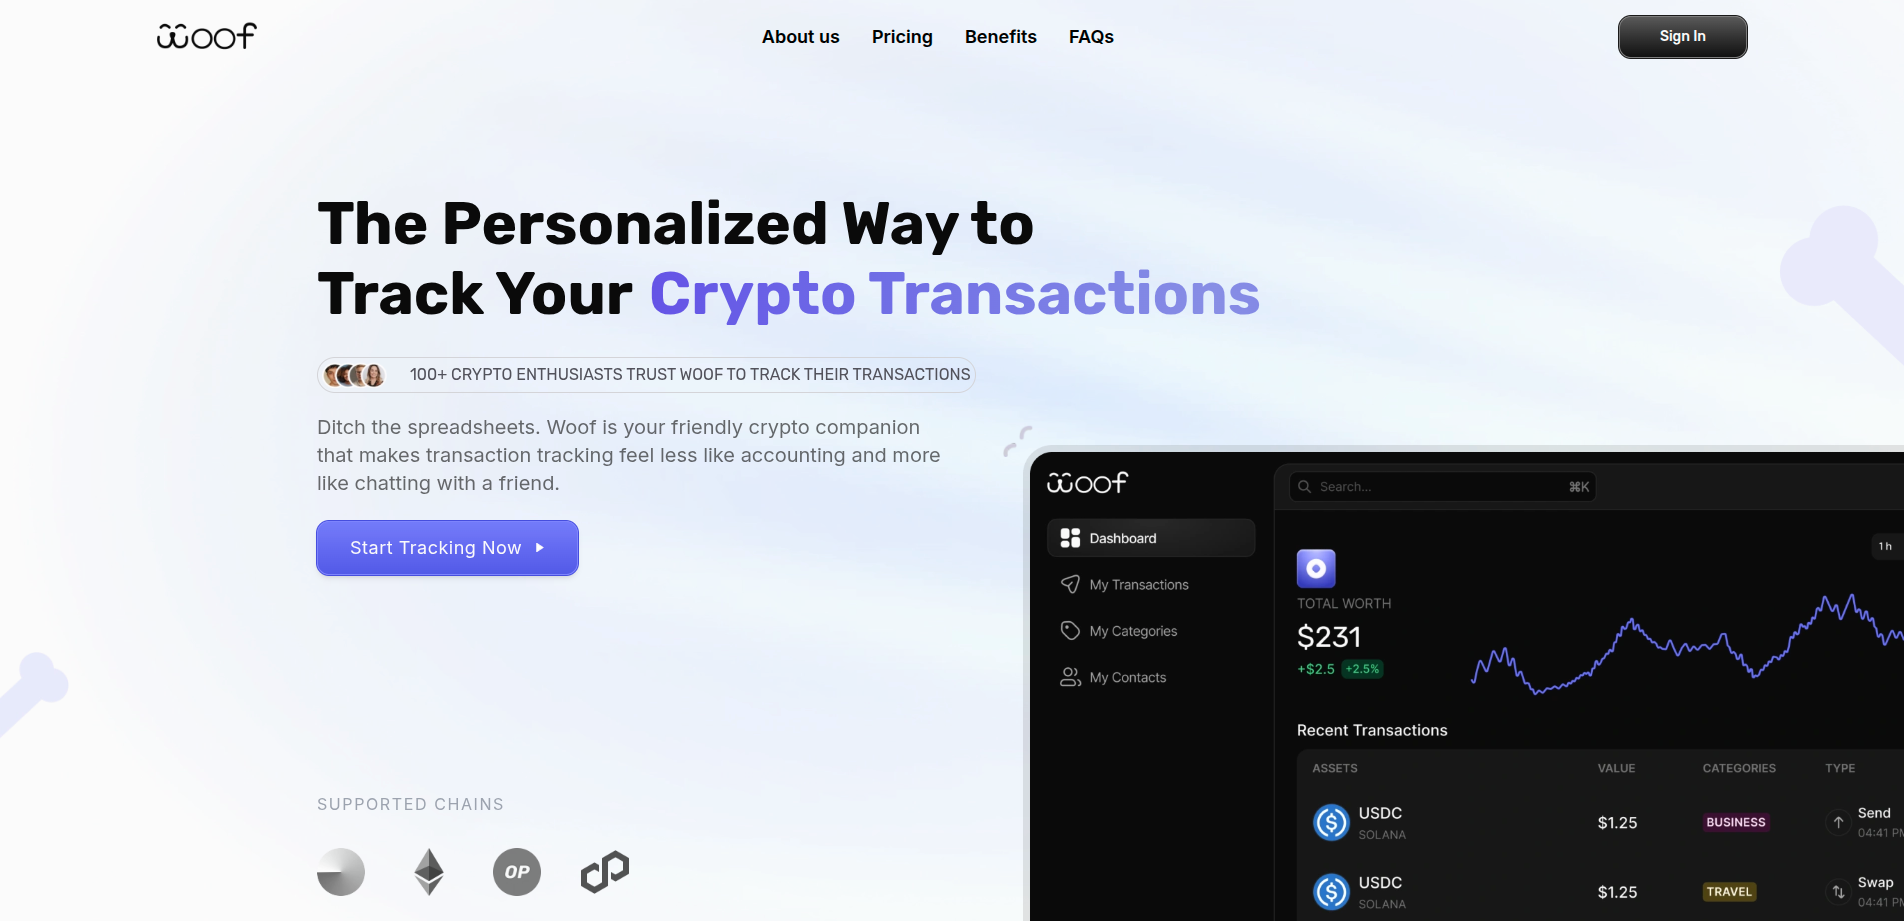 woof
About us
Pricing
Benefits
FAQs
Sign In
The Personalized Way to
Track Your Crypto Transactions
100+ CRYPTO ENTHUSIASTS TRUST WOOF TO TRACK THEIR TRANSACTIONS
Ditch the spreadsheets. Woof is your friendly crypto companion
that makes transaction tracking feel less like accounting and more
like chatting with a friend.
Start Tracking Now
SUPPORTED CHAINS
OP
woof
Search...
⌘K
Dashboard
My Transactions
My Categories
My Contacts
1 h
TOTAL WORTH
$231
+$2.5 +2.5%
Recent Transactions
ASSETS VALUE CATEGORIES TYPE
USDC $1.25 BUSINESS Send
SOLANA 04:41 PM
USDC $1.25 TRAVEL Swap
SOLANA 04:41 PM